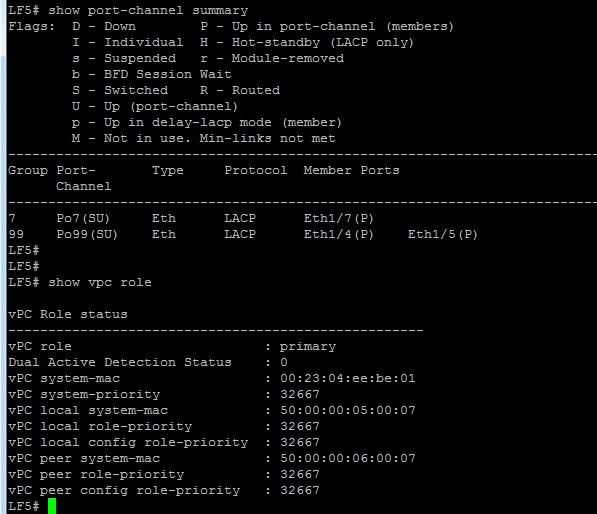 LF5# show port-channel summary
Flags:  D - Down        P - Up in port-channel (members)
        I - Individual  H - Hot-standby (LACP only)
        s - Suspended   r - Module-removed
        b - BFD Session Wait
        S - Switched    R - Routed
        U - Up (port-channel)
        p - Up in delay-lacp mode (member)
        M - Not in use. Min-links not met
--------------------------------------------------------------------------
Group Port-       Type     Protocol  Member Ports
      Channel
--------------------------------------------------------------------------
7     Po7(SU)     Eth      LACP      Eth1/7(P)
99    Po99(SU)    Eth      LACP      Eth1/4(P)    Eth1/5(P)
LF5#
LF5#
LF5# show vpc role

vPC Role status
----------------------------------------------------
vPC role                        : primary
Dual Active Detection Status    : 0
vPC system-mac                  : 00:23:04:ee:be:01
vPC system-priority             : 32667
vPC local system-mac            : 50:00:00:05:00:07
vPC local role-priority         : 32667
vPC local config role-priority  : 32667
vPC peer system-mac             : 50:00:00:06:00:07
vPC peer role-priority          : 32667
vPC peer config role-priority   : 32667
LF5#